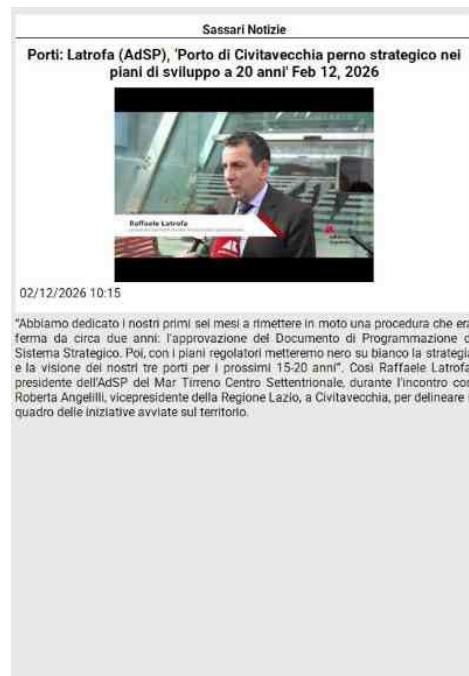 Sassari Notizie
Porti: Latrofa (AdSP), 'Porto di Civitavecchia perno strategico nei
piani di sviluppo a 20 anni' Feb 12, 2026
Raffaele Latrofa
02/12/2026 10:15
"Abbiamo dedicato i nostri primi sei mesi a rimettere in moto una procedura che era
ferma da circa due anni: l'approvazione del Documento di Programmazione d
Sistema Strategico. Poi, con i piani regolatori metteremo nero su bianco la strategia
e la visione dei nostri tre porti per i prossimi 15-20 anni". Così Raffaele Latrofa
presidente dell'AdSP del Mar Tirreno Centro Settentrionale, durante l'incontro con
Roberta Angelilli, vicepresidente della Regione Lazio, a Civitavecchia, per delineare i
quadro delle iniziative avviate sul territorio.